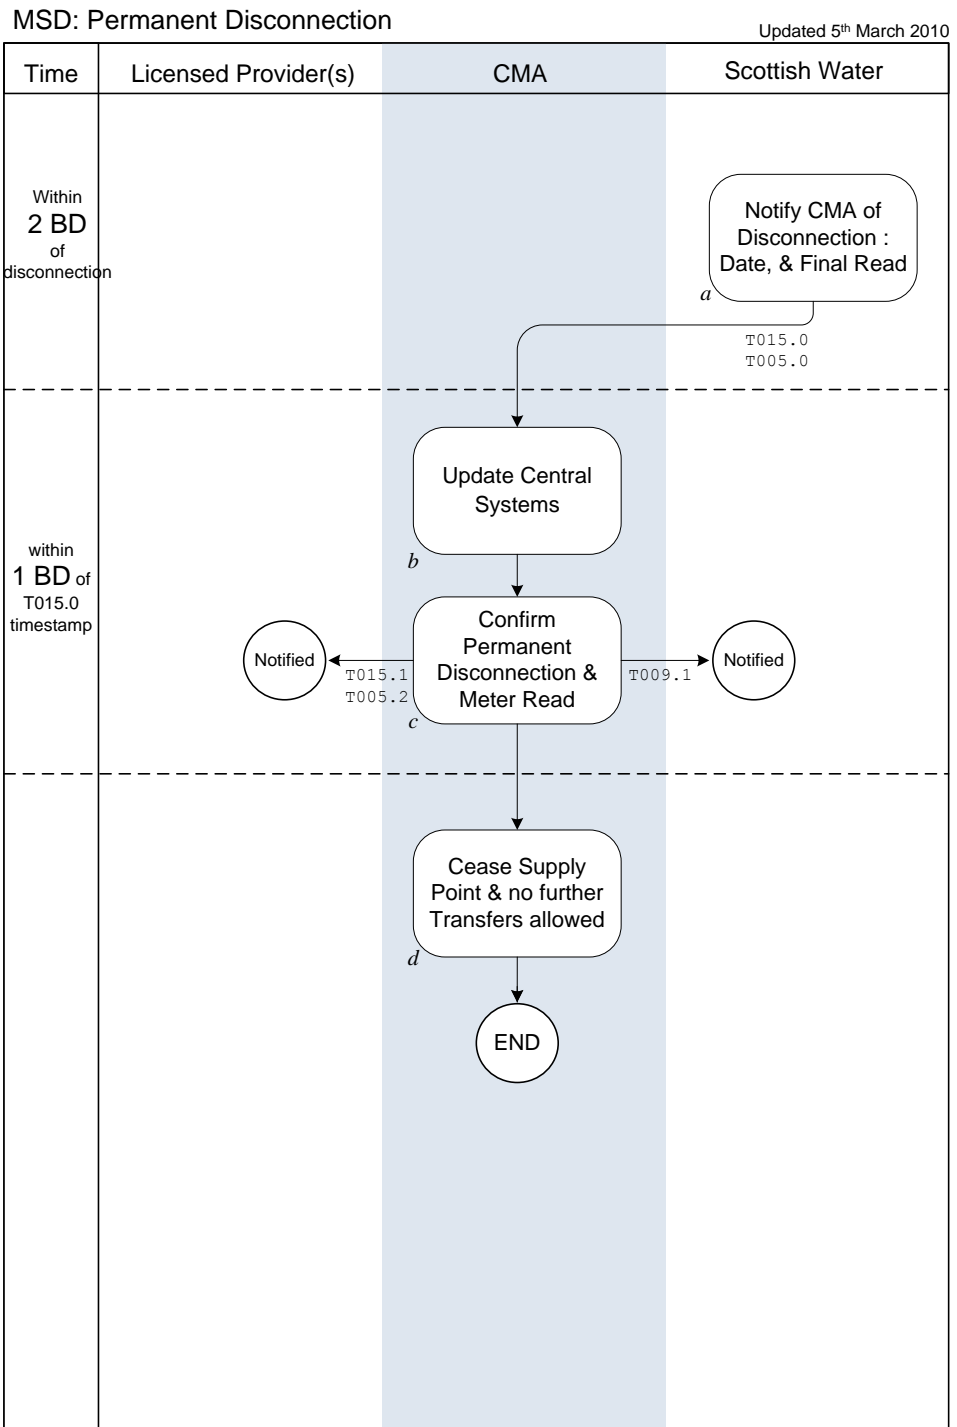 MSD: Permanent Disconnection
Updated 5th March 2010
Time
Licensed Provider(s)
CMA
Scottish Water
Within
2 BD
of
disconnection
Notify CMA of
Disconnection :
Date, & Final Read
a
T015.0
T005.0
within
1 BD of
T015.0
timestamp
Update Central
Systems
b
Confirm
Permanent
Disconnection &
Meter Read
c
Notified
T015.1
T005.2
T009.1
Notified
Cease Supply
Point & no further
Transfers allowed
d
END